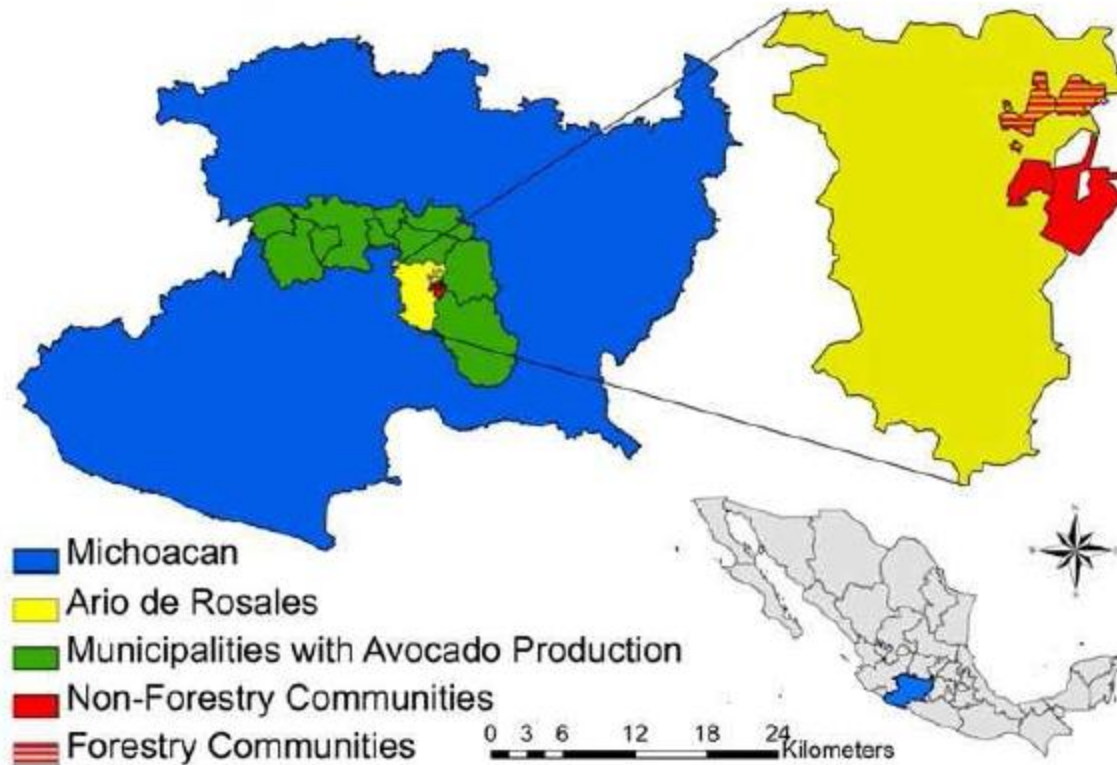 Michoacan
Ario de Rosales
Municipalities with Avocado Production
Non-Forestry Communities
Forestry Communities
0 3 6 12 18 24
Kilometers